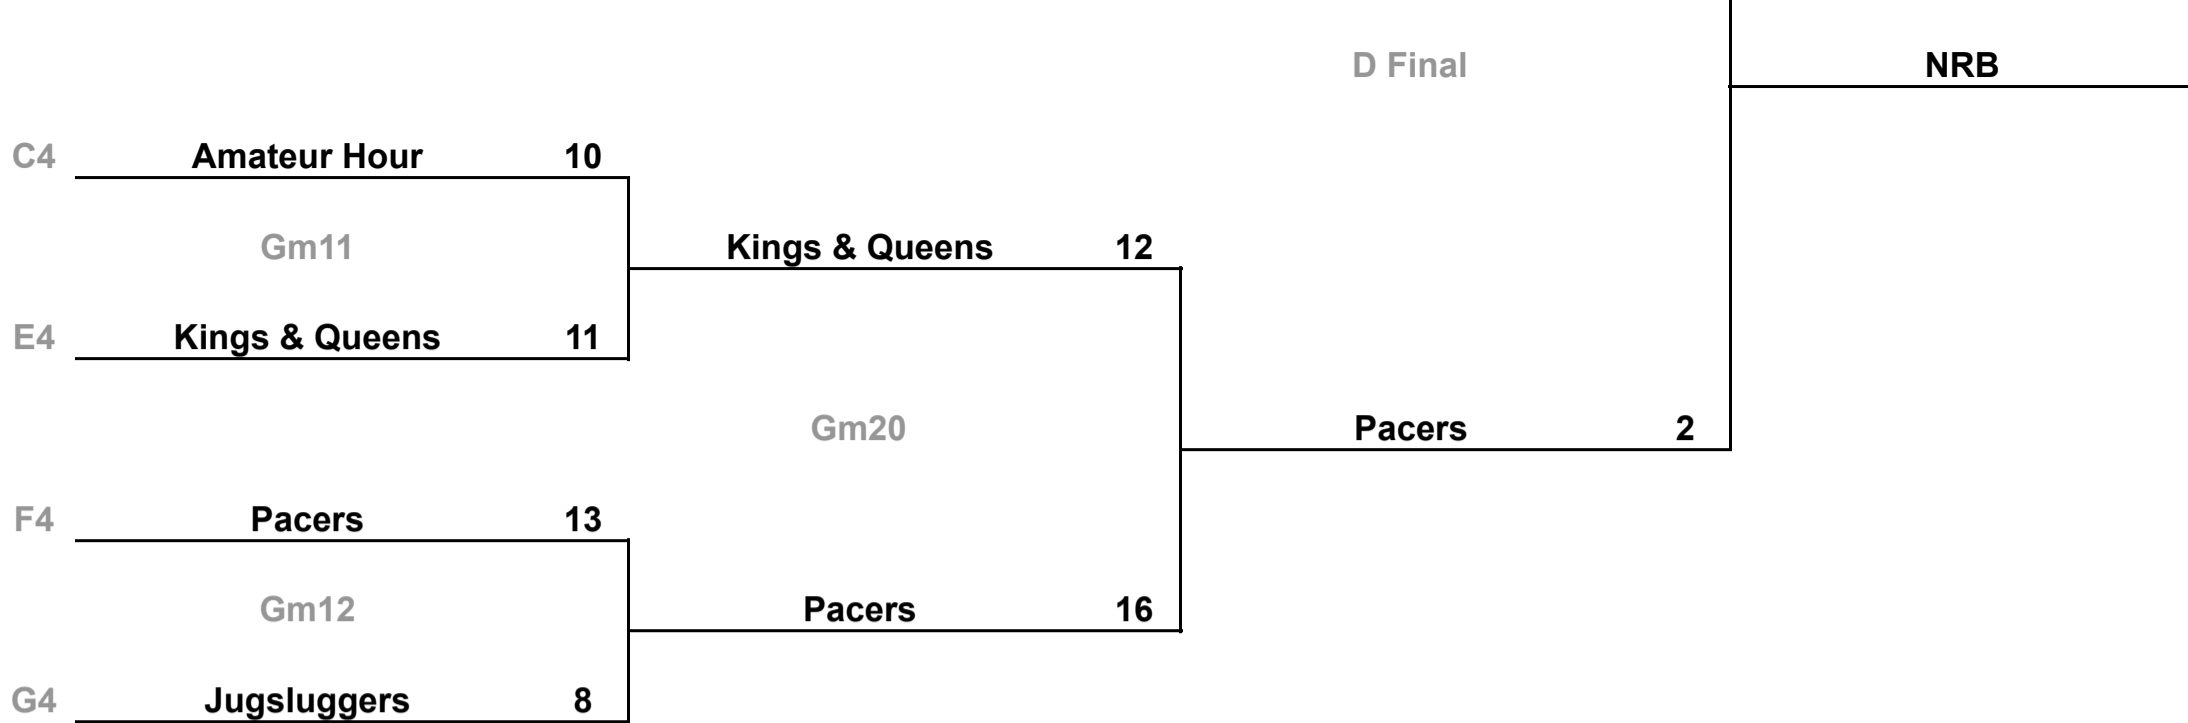 D Final
NRB
C4 Amateur Hour 10
Gm11
Kings & Queens 12
E4 Kings & Queens 11
Gm20
Pacers 2
F4 Pacers 13
Gm12
Pacers 16
G4 Jugsluggers 8